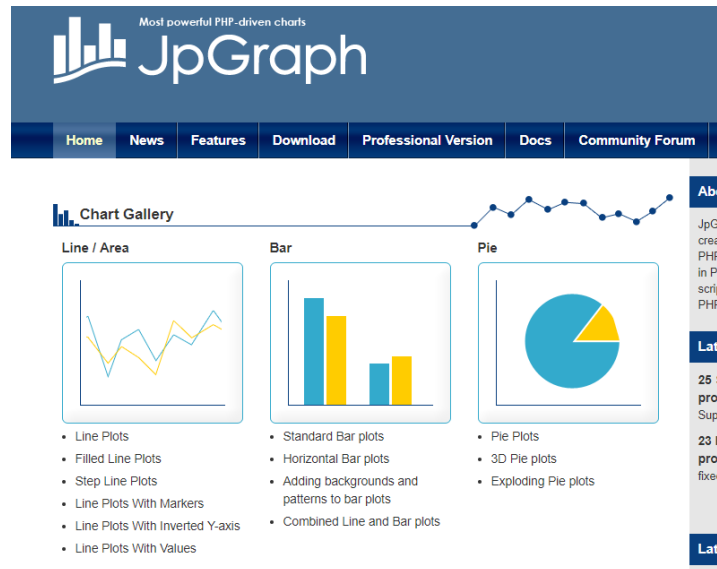 Most powerful PHP-driven charts
JpGraph
Home News Features Download Professional Version Docs Community Forum
Chart Gallery
Line / Area
Line Plots
Filled Line Plots
Step Line Plots
Line Plots With Markers
Line Plots With Inverted Y-axis
Line Plots With Values
Bar
Standard Bar plots
Horizontal Bar plots
Adding backgrounds and
patterns to bar plots
Combined Line and Bar plots
Pie
Pie Plots
3D Pie plots
Exploding Pie plots
in P
25
23